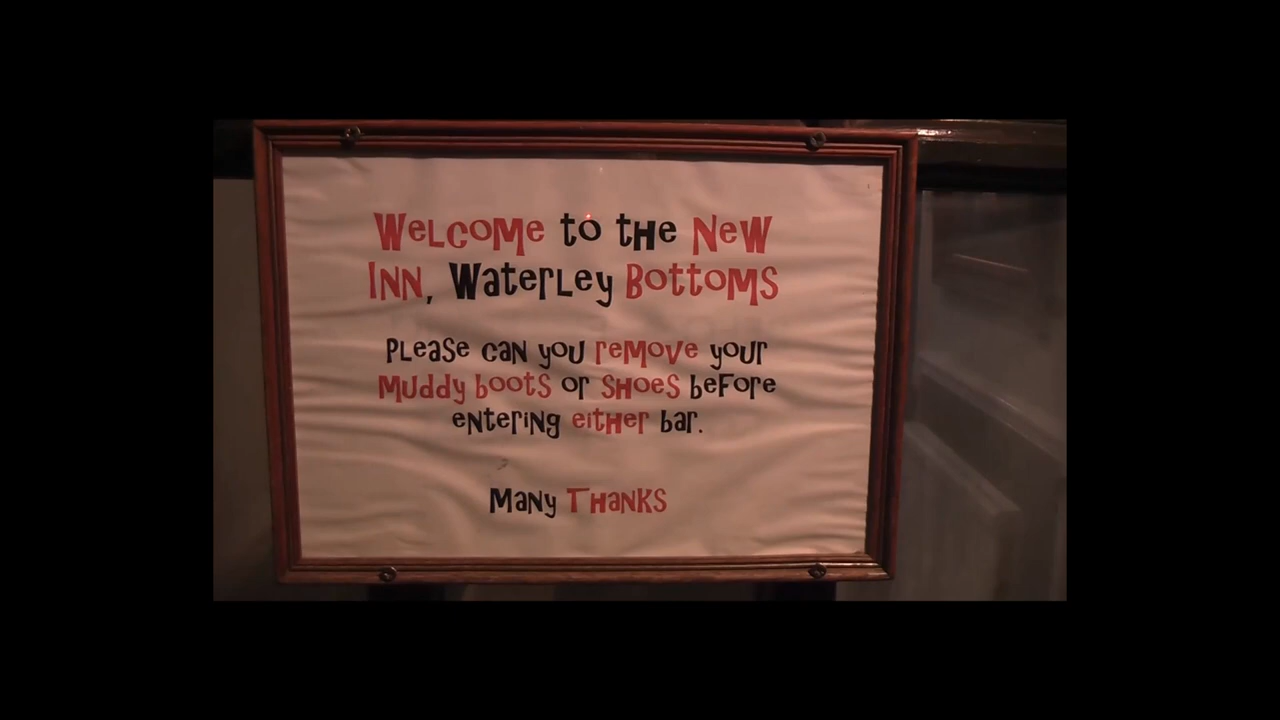 Welcome to the New
Inn, Waterley Bottoms
Please can you remove your
muddy boots or shoes before
entering either bar.
Many Thanks